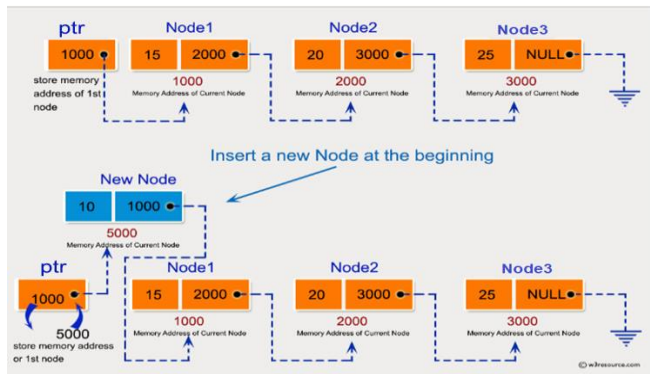 ptr
Node1
Node2
Node3
1000
15 2000
20 3000
25 NULL
store memory
address of 1st
node
1000
Memory Address of Current Node
2000
Memory Address of Current Node
3000
Memory Address of Current Node
Insert a new Node at the beginning
New Node
10 1000
5000
Memory Address of Current Node
ptr
Node1
Node2
Node3
1000
15 2000
20 3000
25 NULL
5000
store memory address
or 1st node
1000
Memory Address of Current Node
2000
Memory Address of Current Node
3000
Memory Address of Current Node
© w3resource.com